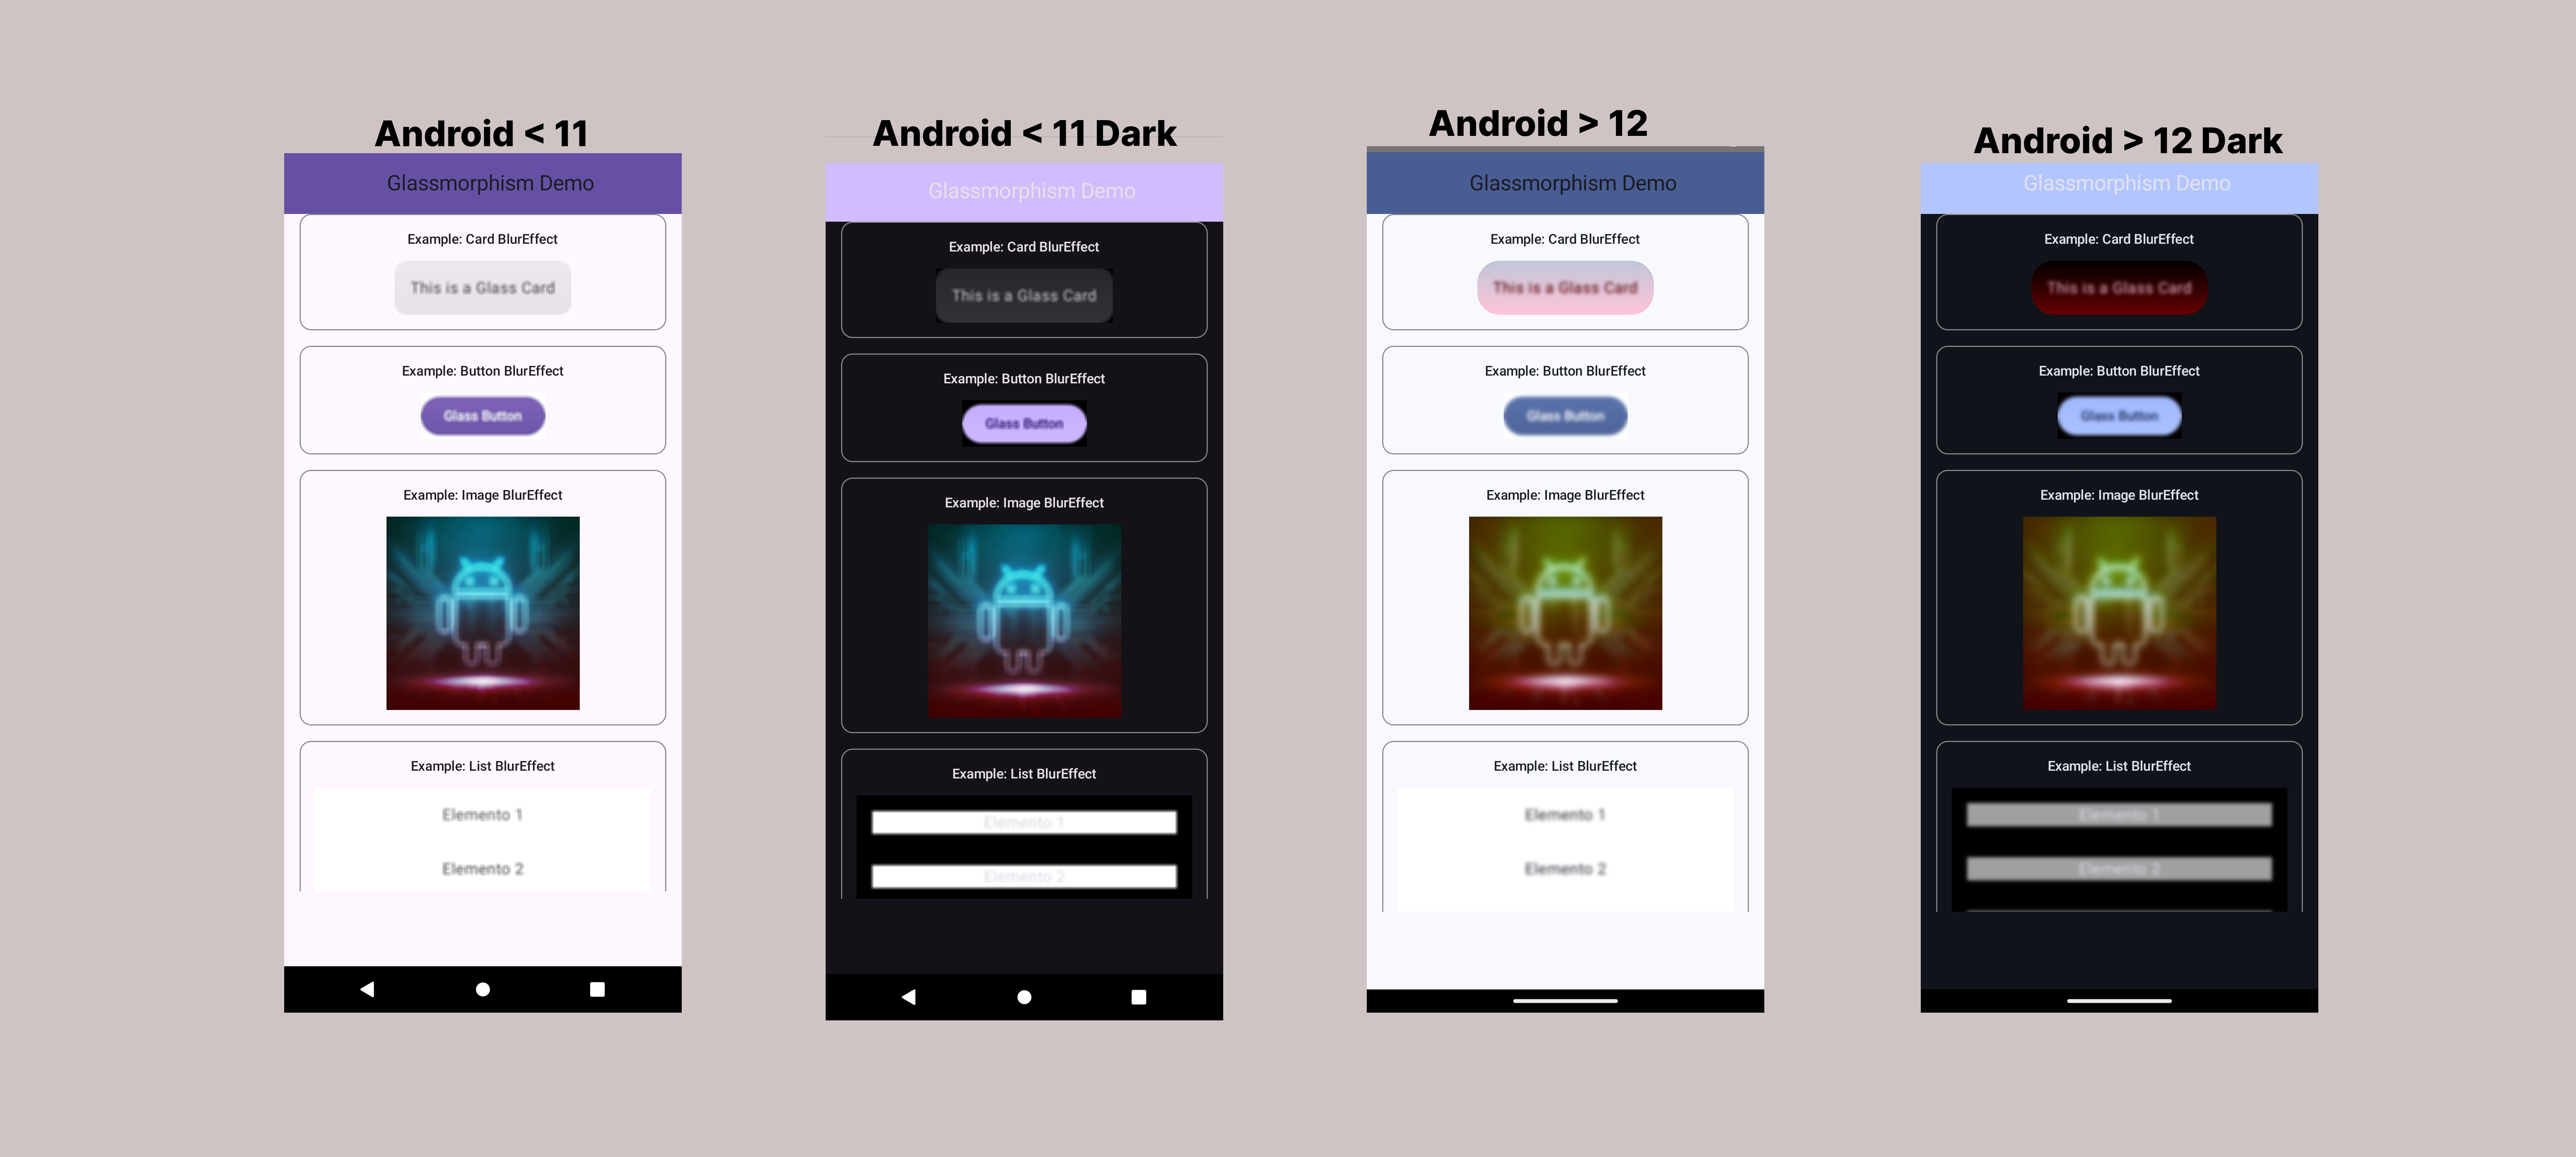 Android < 11
Glassmorphism Demo
Example: Card BlurEffect
This is a Glass Card
Example: Button BlurEffect
Glass Button
Example: Image BlurEffect
Example: List BlurEffect
Elemento 1
Elemento 2
Android < 11 Dark
Glassmorphism Demo
Example: Card BlurEffect
This is a Glass Card
Example: Button BlurEffect
Glass Button
Example: Image BlurEffect
Example: List BlurEffect
Elemento 1
Elemento 2
Android > 12
Glassmorphism Demo
Example: Card BlurEffect
This is a Glass Card
Example: Button BlurEffect
Glass Button
Example: Image BlurEffect
Example: List BlurEffect
Elemento 1
Elemento 2
Android > 12 Dark
Glassmorphism Demo
Example: Card BlurEffect
This is a Glass Card
Example: Button BlurEffect
Glass Button
Example: Image BlurEffect
Example: List BlurEffect
Elemento 1
Elemento 2